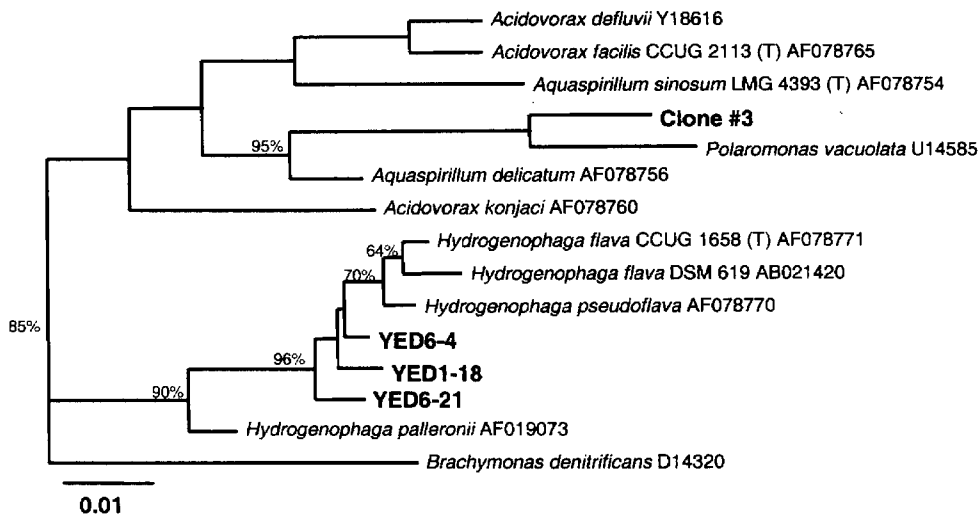 Acidovorax defluvii Y18616
Acidovorax facilis CCUG 2113 (T) AF078765
Aquaspirillum sinosum LMG 4393 (T) AF078754
Clone #3
95%
Polaromonas vacuolata U14585
Aquaspirillum delicatum AF078756
Acidovorax konjaci AF078760
Hydrogenophaga flava CCUG 1658 (T) AF078771
64%
70%
Hydrogenophaga flava DSM 619 AB021420
Hydrogenophaga pseudoflava AF078770
85%
YED6-4
96%
YED1-18
90%
YED6-21
Hydrogenophaga palleronii AF019073
Brachymonas denitrificans D14320
0.01